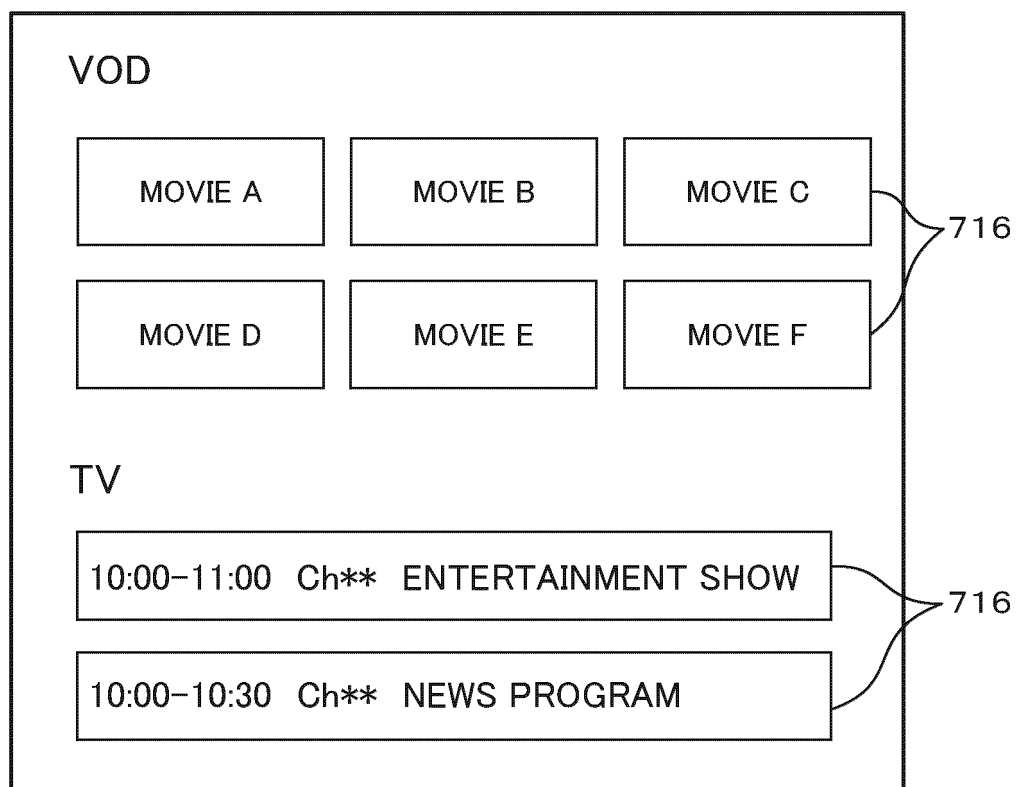 VOD
MOVIE A MOVIE B MOVIE C
716
MOVIE D MOVIE E MOVIE F
TV
10:00-11:00 Ch** ENTERTAINMENT SHOW
716
10:00-10:30 Ch** NEWS PROGRAM